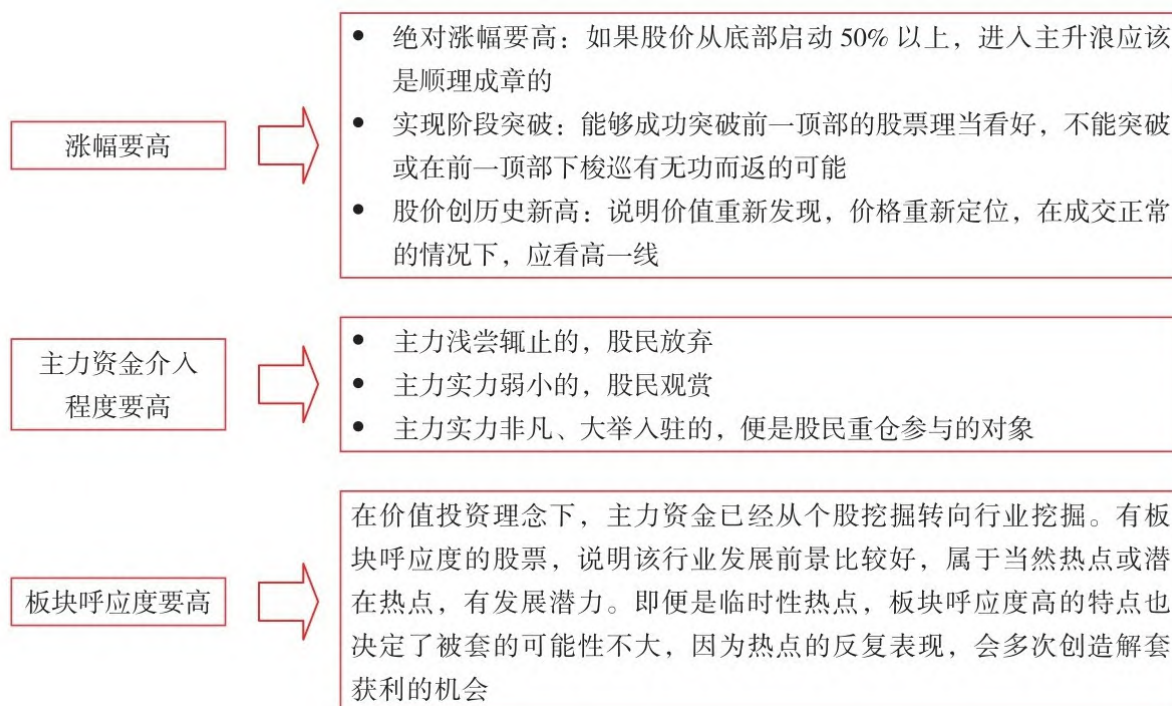 涨幅要高
• 绝对涨幅要高：如果股价从底部启动 50% 以上，进入主升浪应该
是顺理成章的
• 实现阶段突破：能够成功突破前一顶部的股票理当看好，不能突破
或在前一顶部下梭巡有无功而返的可能
• 股价创历史新高：说明价值重新发现，价格重新定位，在成交正常
的情况下，应看高一线
主力资金介入
程度要高
• 主力浅尝辄止的，股民放弃
• 主力实力弱小的，股民观赏
• 主力实力非凡、大举入驻的，便是股民重仓参与的对象
板块呼应度要高
在价值投资理念下，主力资金已经从个股挖掘转向行业挖掘。有板
块呼应度的股票，说明该行业发展前景比较好，属于当然热点或潜
在热点，有发展潜力。即便是临时性热点，板块呼应度高的特点也
决定了被套的可能性不大，因为热点的反复表现，会多次创造解套
获利的机会